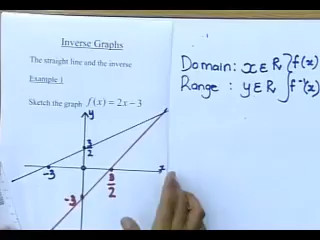 Inverse Graphs
The straight line and the inverse
Example 1
Sketch the graph f(x) = 2x − 3
y
3/2
-3
x
3/2
-3
Domain: x ∈ R } f(x)
Range : y ∈ R } f⁻¹(x)